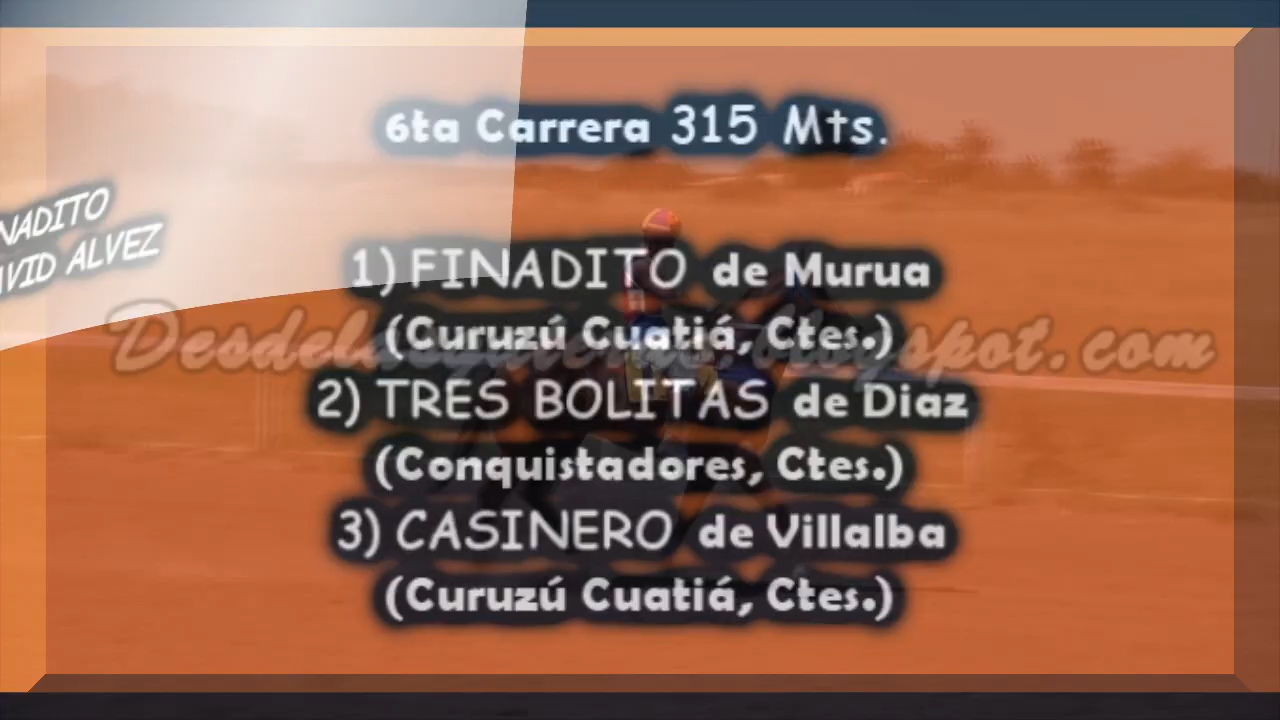 6ta Carrera 315 Mts.
NADITO
VID ALVEZ
1) FINADITO de Murua
(Curuzú Cuatiá, Ctes.)
2) TRES BOLITAS de Diaz
(Conquistadores, Ctes.)
3) CASINERO de Villalba
(Curuzú Cuatiá, Ctes.)